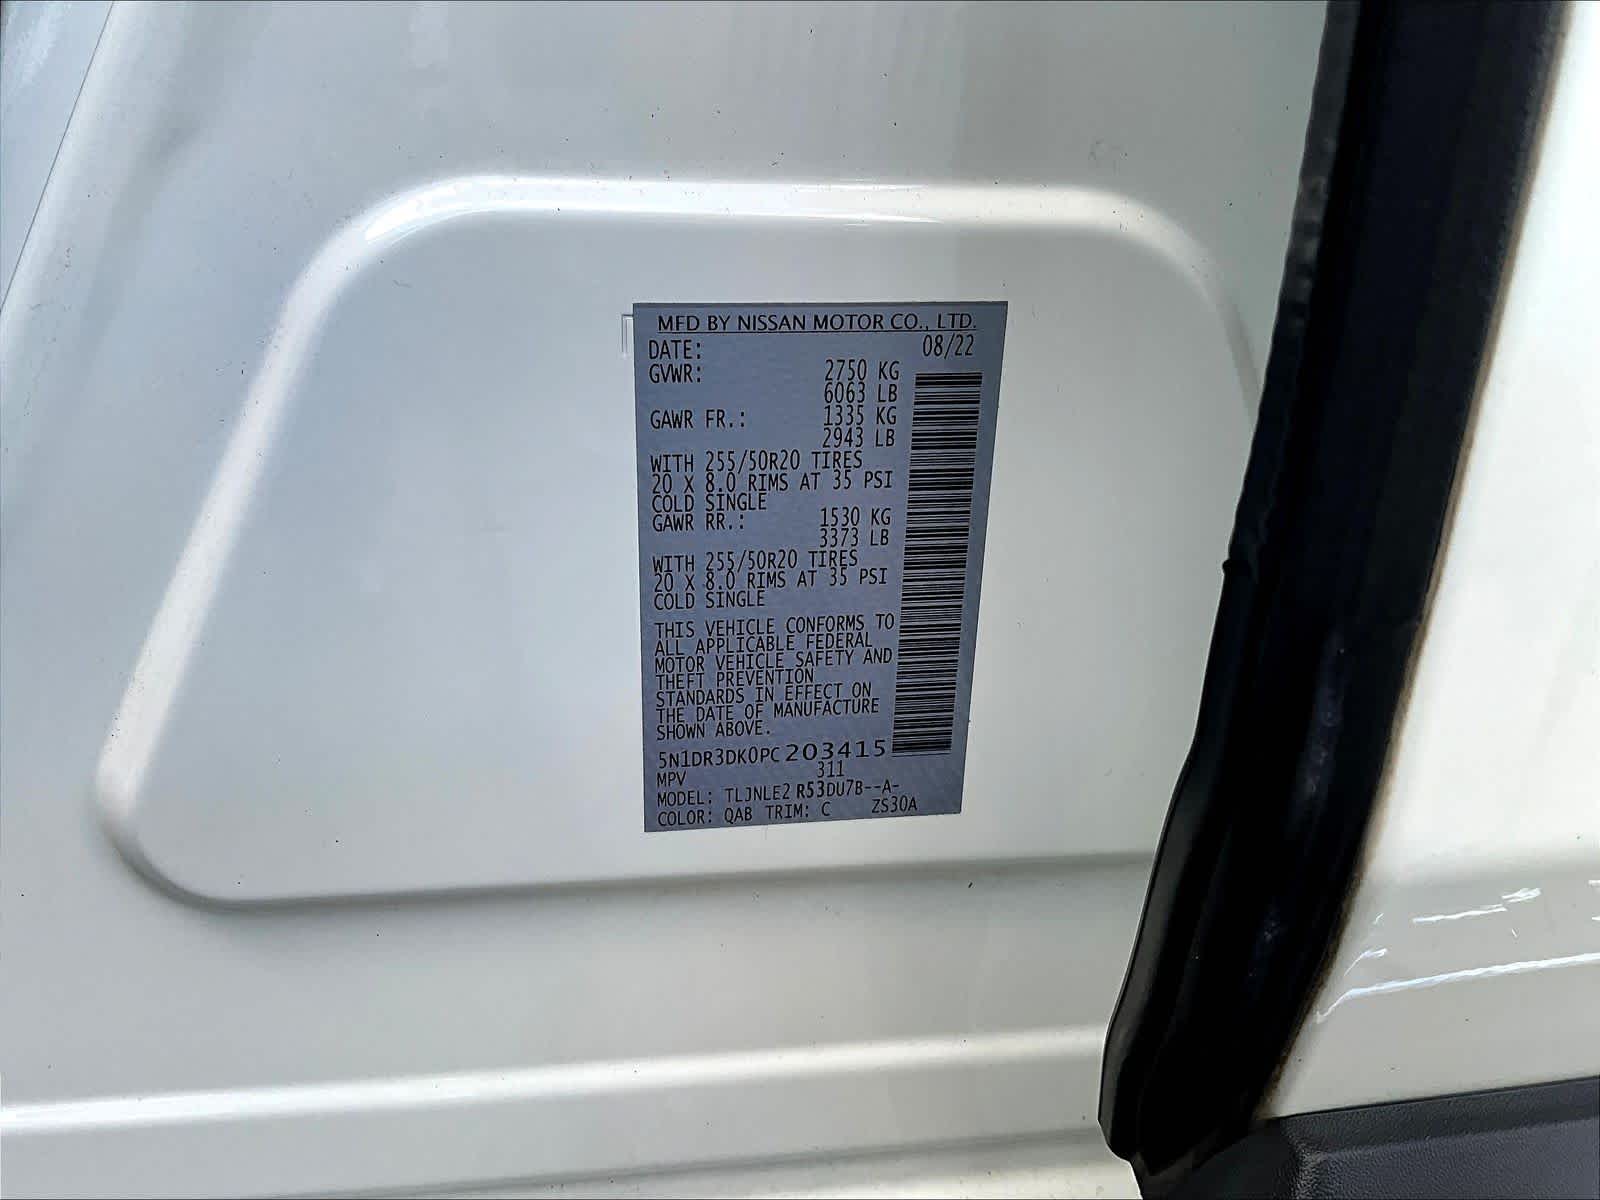 MFD BY NISSAN MOTOR CO., LTD.
DATE: 08/22
GVWR: 2750 KG
6063 LB
GAWR FR.: 1335 KG
2943 LB
WITH 255/50R20 TIRES
20 X 8.0 RIMS AT 35 PSI
COLD SINGLE
GAWR RR.: 1530 KG
3373 LB
WITH 255/50R20 TIRES
20 X 8.0 RIMS AT 35 PSI
COLD SINGLE
THIS VEHICLE CONFORMS TO
ALL APPLICABLE FEDERAL
MOTOR VEHICLE SAFETY AND
THEFT PREVENTION
STANDARDS IN EFFECT ON
THE DATE OF MANUFACTURE
SHOWN ABOVE.
5N1DR3DK0PC203415
MPV 311
MODEL: TLJNLE2 R53DU7B--A-
COLOR: QAB TRIM: C ZS30A